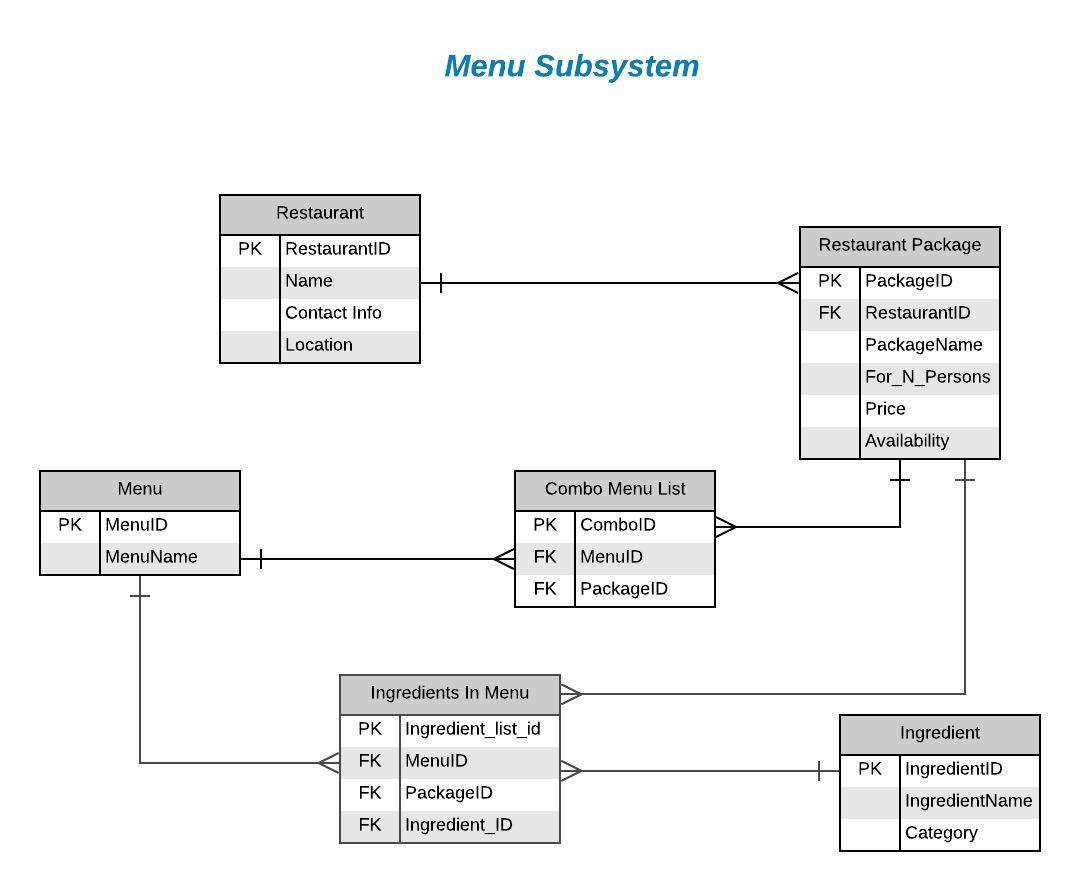 Menu Subsystem
Restaurant
PK RestaurantID
Name
Contact Info
Location
Restaurant Package
PK PackageID
FK RestaurantID
PackageName
For_N_Persons
Price
Availability
Menu
PK MenuID
MenuName
Combo Menu List
PK ComboID
FK MenuID
FK PackageID
Ingredients In Menu
PK Ingredient_list_id
FK MenuID
FK PackageID
FK Ingredient_ID
Ingredient
PK IngredientID
IngredientName
Category